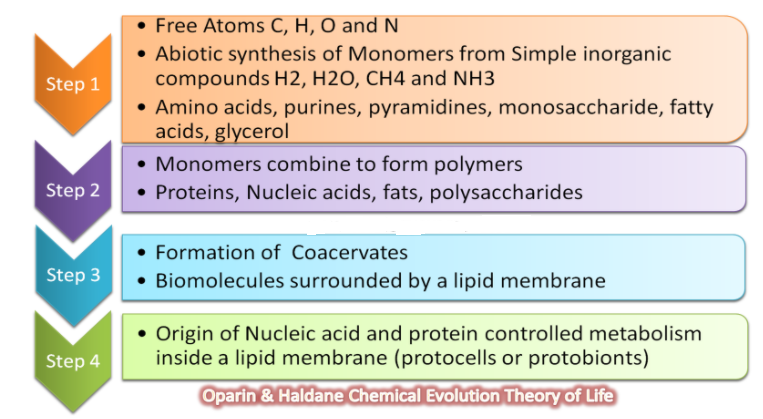 Step 1
• Free Atoms C, H, O and N
• Abiotic synthesis of Monomers from Simple inorganic
compounds H2, H2O, CH4 and NH3
• Amino acids, purines, pyramidines, monosaccharide, fatty
acids, glycerol
Step 2
• Monomers combine to form polymers
• Proteins, Nucleic acids, fats, polysaccharides
Step 3
• Formation of Coacervates
• Biomolecules surrounded by a lipid membrane
Step 4
• Origin of Nucleic acid and protein controlled metabolism
inside a lipid membrane (protocells or protobionts)
Oparin & Haldane Chemical Evolution Theory of Life